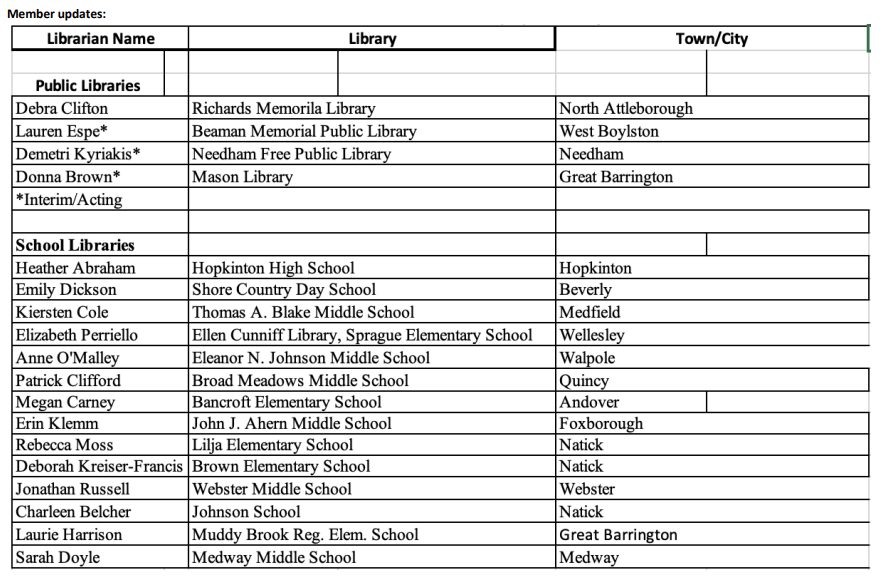 Member updates:
Librarian Name Library Town/City
Public Libraries
Debra Clifton Richards Memorila Library North Attleborough
Lauren Espe* Beaman Memorial Public Library West Boylston
Demetri Kyriakis* Needham Free Public Library Needham
Donna Brown* Mason Library Great Barrington
*Interim/Acting
School Libraries
Heather Abraham Hopkinton High School Hopkinton
Emily Dickson Shore Country Day School Beverly
Kiersten Cole Thomas A. Blake Middle School Medfield
Elizabeth Perriello Ellen Cunniff Library, Sprague Elementary School Wellesley
Anne O'Malley Eleanor N. Johnson Middle School Walpole
Patrick Clifford Broad Meadows Middle School Quincy
Megan Carney Bancroft Elementary School Andover
Erin Klemm John J. Ahern Middle School Foxborough
Rebecca Moss Lilja Elementary School Natick
Deborah Kreiser-Francis Brown Elementary School Natick
Jonathan Russell Webster Middle School Webster
Charleen Belcher Johnson School Natick
Laurie Harrison Muddy Brook Reg. Elem. School Great Barrington
Sarah Doyle Medway Middle School Medway